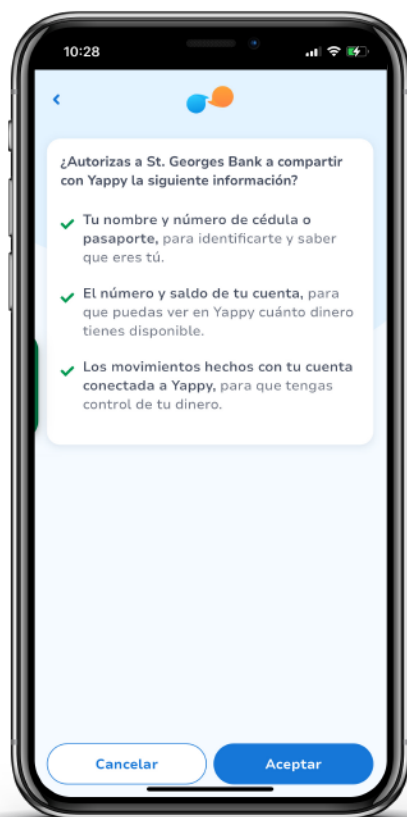 10:28
¿Autorizas a St. Georges Bank a compartir
con Yappy la siguiente información?
Tu nombre y número de cédula o
pasaporte, para identificarte y saber
que eres tú.
El número y saldo de tu cuenta, para
que puedas ver en Yappy cuánto dinero
tienes disponible.
Los movimientos hechos con tu cuenta
conectada a Yappy, para que tengas
control de tu dinero.
Cancelar
Aceptar